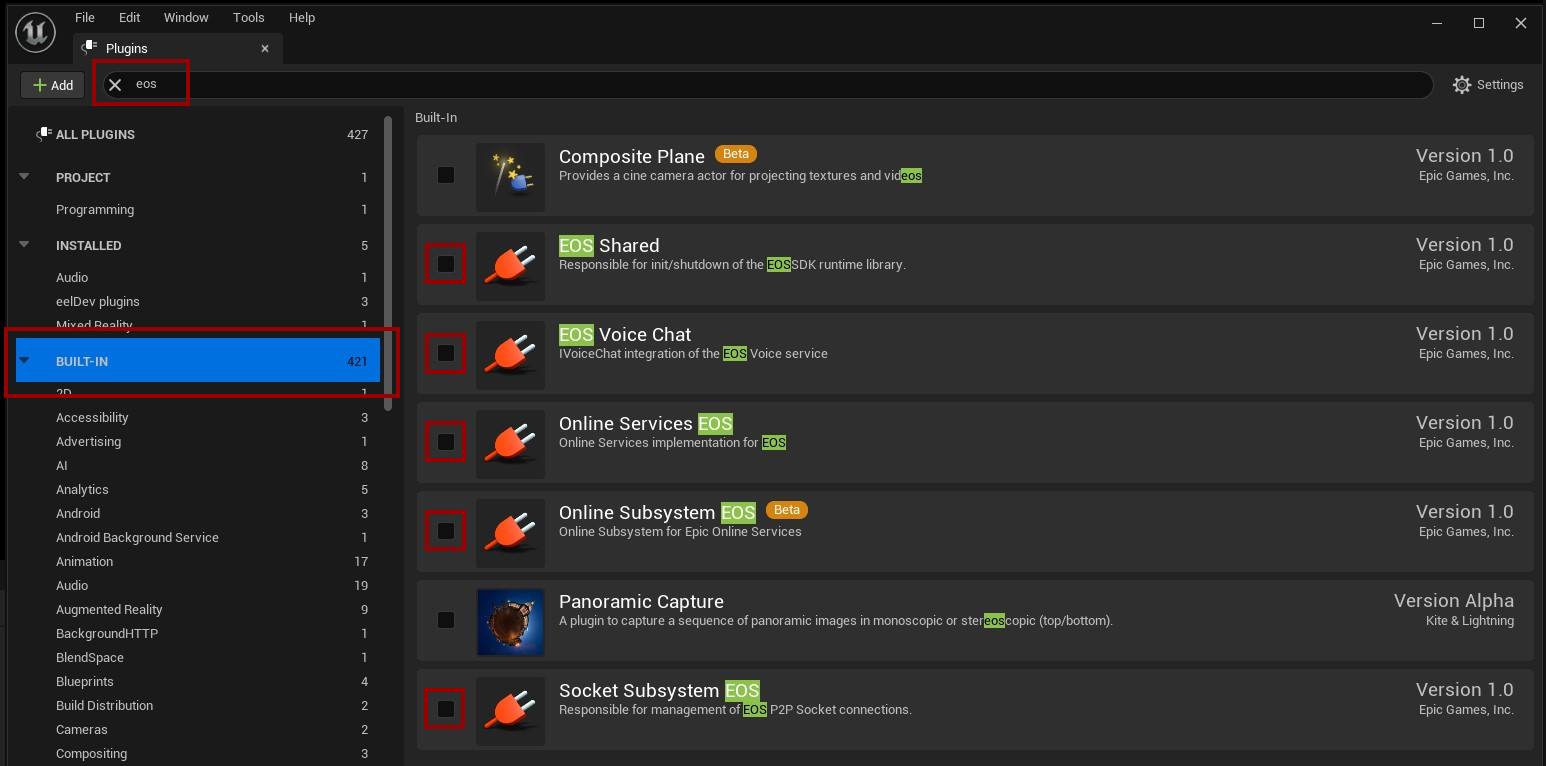 File Edit Window Tools Help
Plugins
Add eos Settings
ALL PLUGINS 427
PROJECT 1
Programming 1
INSTALLED 5
Audio 1
eelDev plugins 3
Mixed Reality 1
BUILT-IN 421
2D 1
Accessibility 3
Advertising 1
AI 8
Analytics 5
Android 3
Android Background Service 1
Animation 17
Audio 19
Augmented Reality 9
BackgroundHTTP 1
BlendSpace 1
Blueprints 4
Build Distribution 2
Cameras 2
Compositing 3
Built-In
Composite Plane Beta Version 1.0
Provides a cine camera actor for projecting textures and videos Epic Games, Inc.
EOS Shared Version 1.0
Responsible for init/shutdown of the EOSSDK runtime library. Epic Games, Inc.
EOS Voice Chat Version 1.0
IVoiceChat integration of the EOS Voice service Epic Games, Inc.
Online Services EOS Version 1.0
Online Services implementation for EOS Epic Games, Inc.
Online Subsystem EOS Beta Version 1.0
Online Subsystem for Epic Online Services Epic Games, Inc.
Panoramic Capture Version Alpha
A plugin to capture a sequence of panoramic images in monoscopic or stereoscopic (top/bottom). Kite & Lightning
Socket Subsystem EOS Version 1.0
Responsible for management of EOS P2P Socket connections. Epic Games, Inc.